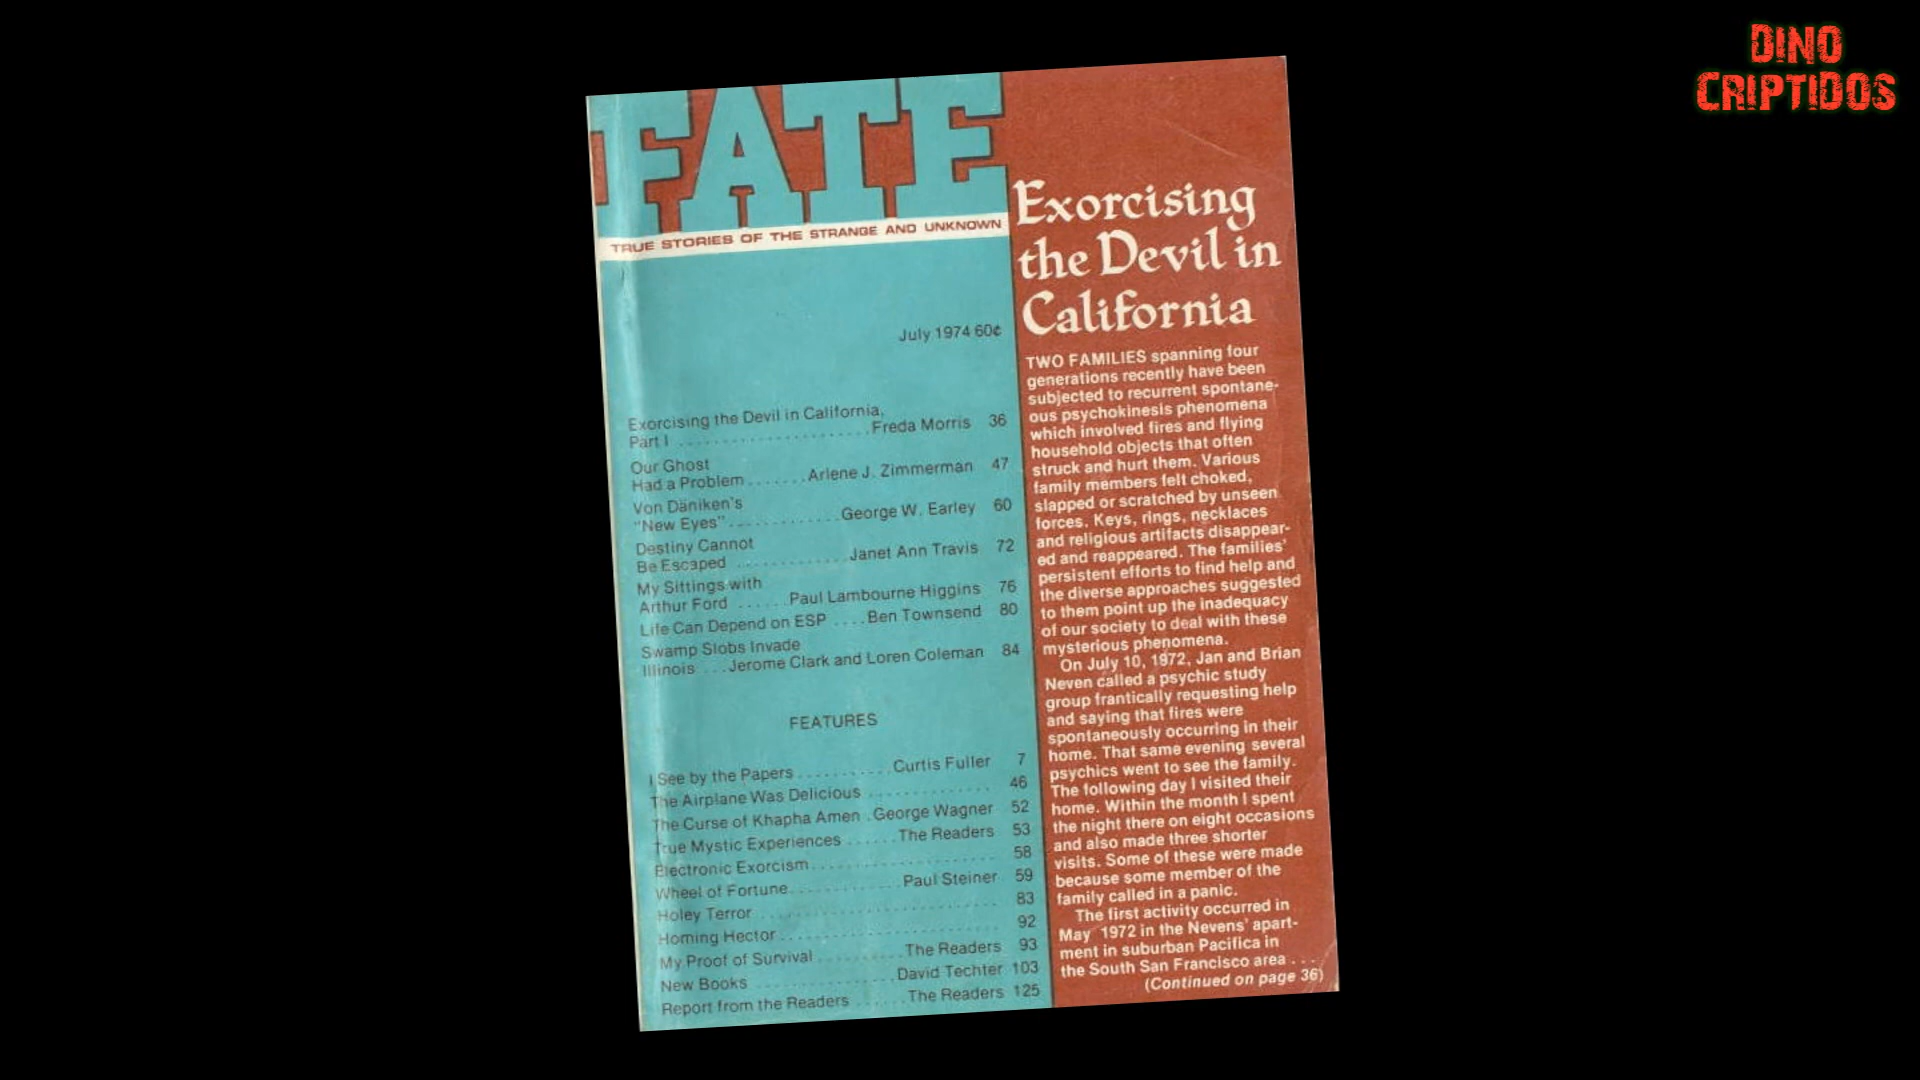 DINO
CRIPTIDOS
FATE
TRUE STORIES OF THE STRANGE AND UNKNOWN
July 1974 60¢
Exorcising the Devil in California,
Part I ..................... Freda Morris 36
Our Ghost
Had a Problem ....... Arlene J. Zimmerman 47
Von Däniken's
"New Eyes" ............ George W. Earley 60
Destiny Cannot
Be Escaped ............ Janet Ann Travis 72
My Sittings with
Arthur Ford ...... Paul Lambourne Higgins 76
Life Can Depend on ESP .... Ben Townsend 80
Swamp Slobs Invade
Illinois ... Jerome Clark and Loren Coleman 84
FEATURES
I See by the Papers ........... Curtis Fuller 7
The Airplane Was Delicious .............. 46
The Curse of Khapha Amen . George Wagner 52
True Mystic Experiences ...... The Readers 53
Electronic Exorcism ..................... 58
Wheel of Fortune ............. Paul Steiner 59
Holey Terror ........................... 83
Homing Hector ......................... 92
My Proof of Survival .......... The Readers 93
New Books ................ David Techter 103
Report from the Readers ...... The Readers 125
Exorcising
the Devil in
California
TWO FAMILIES spanning four
generations recently have been
subjected to recurrent spontane-
ous psychokinesis phenomena
which involved fires and flying
household objects that often
struck and hurt them. Various
family members felt choked,
slapped or scratched by unseen
forces. Keys, rings, necklaces
and religious artifacts disappear-
ed and reappeared. The families'
persistent efforts to find help and
the diverse approaches suggested
to them point up the inadequacy
of our society to deal with these
mysterious phenomena.
On July 10, 1972, Jan and Brian
Neven called a psychic study
group frantically requesting help
and saying that fires were
spontaneously occurring in their
home. That same evening several
psychics went to see the family.
The following day I visited their
home. Within the month I spent
the night there on eight occasions
and also made three shorter
visits. Some of these were made
because some member of the
family called in a panic.
The first activity occurred in
May 1972 in the Nevens' apart-
ment in suburban Pacifica in
the South San Francisco area . . .
(Continued on page 36)